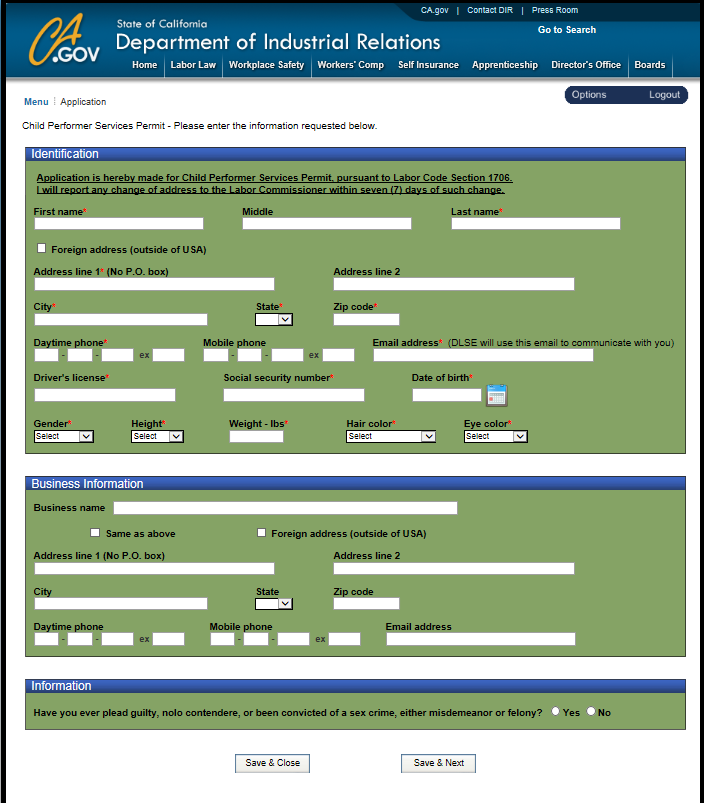 CA.gov | Contact DIR | Press Room
CA.GOV
State of California
Department of Industrial Relations
Go to Search
Home Labor Law Workplace Safety Workers' Comp Self Insurance Apprenticeship Director's Office Boards
Menu Application
Options Logout
Child Performer Services Permit - Please enter the information requested below.
Identification
Application is hereby made for Child Performer Services Permit, pursuant to Labor Code Section 1706.
I will report any change of address to the Labor Commissioner within seven (7) days of such change.
First name* Middle Last name*
Foreign address (outside of USA)
Address line 1* (No P.O. box) Address line 2
City* State* Zip code*
Daytime phone* Mobile phone Email address* (DLSE will use this email to communicate with you)
- - ex - - ex
Driver's license* Social security number* Date of birth*
Gender* Height* Weight - lbs* Hair color* Eye color*
Select Select Select Select
Business Information
Business name
Same as above Foreign address (outside of USA)
Address line 1 (No P.O. box) Address line 2
City State Zip code
Daytime phone Mobile phone Email address
- - ex - - ex
Information
Have you ever plead guilty, nolo contendere, or been convicted of a sex crime, either misdemeanor or felony? Yes No
Save & Close Save & Next